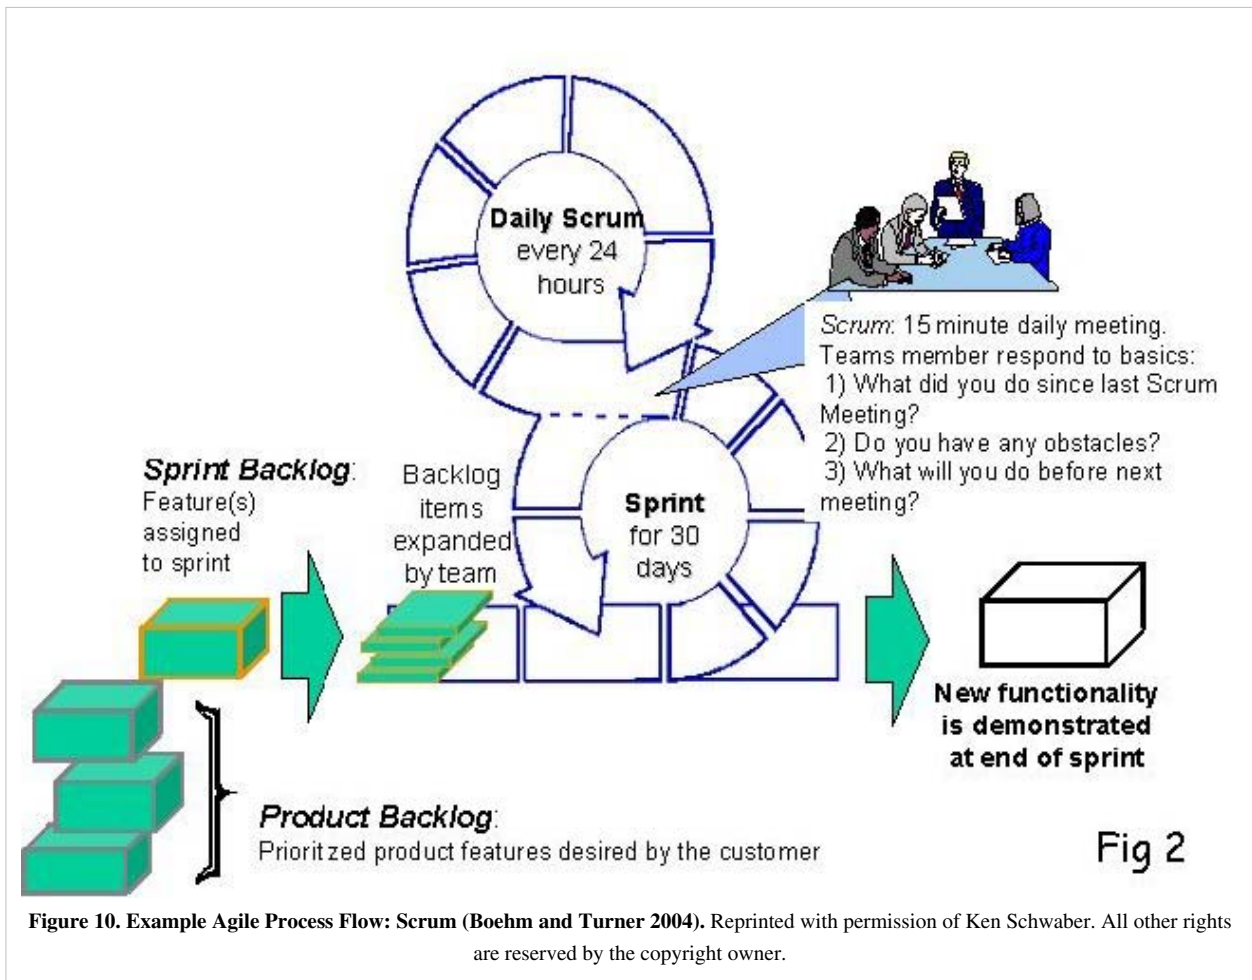 Daily Scrum
every 24
hours
Scrum: 15 minute daily meeting.
Teams member respond to basics:
1) What did you do since last Scrum
Meeting?
2) Do you have any obstacles?
3) What will you do before next
meeting?
Sprint Backlog:
Feature(s)
assigned
to sprint
Backlog
items
expanded
by team
Sprint
for 30
days
New functionality
is demonstrated
at end of sprint
Product Backlog:
Prioritzed product features desired by the customer
Fig 2
Figure 10. Example Agile Process Flow: Scrum (Boehm and Turner 2004). Reprinted with permission of Ken Schwaber. All other rights
are reserved by the copyright owner.